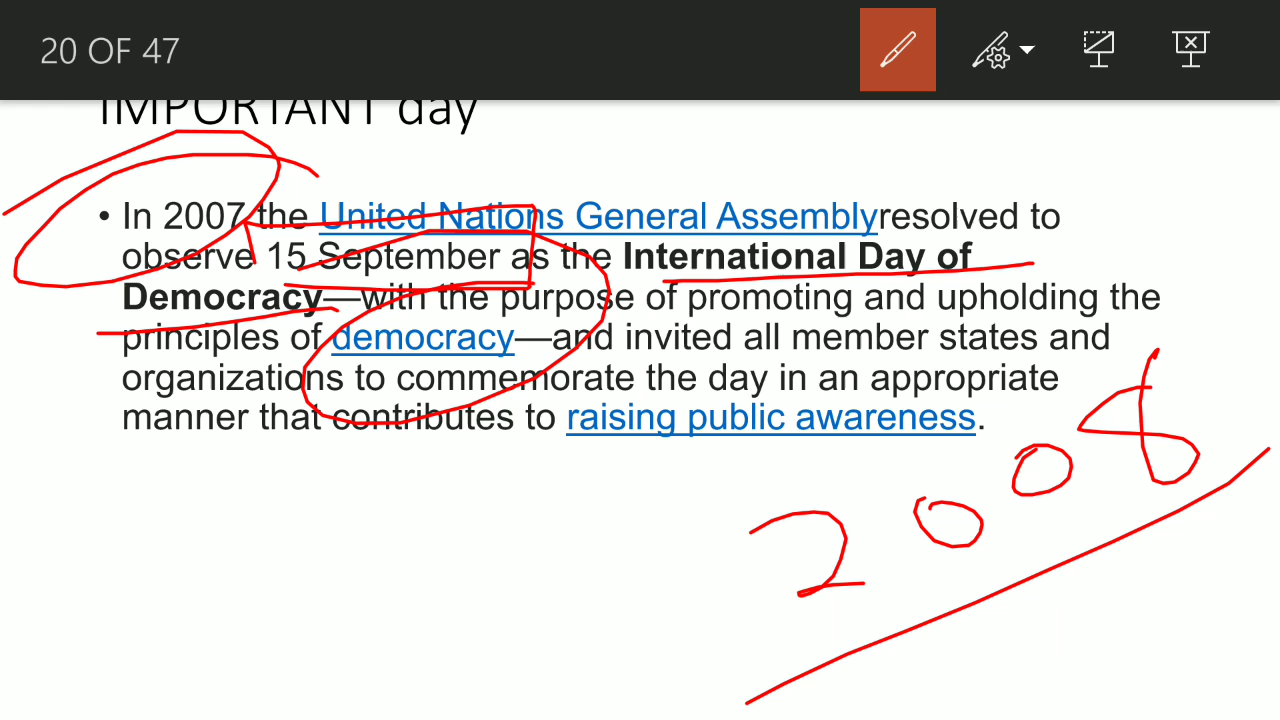 20 OF 47
IMPORTANT day
• In 2007 the United Nations General Assemblyresolved to
observe 15 September as the International Day of
Democracy—with the purpose of promoting and upholding the
principles of democracy—and invited all member states and
organizations to commemorate the day in an appropriate
manner that contributes to raising public awareness.
2008